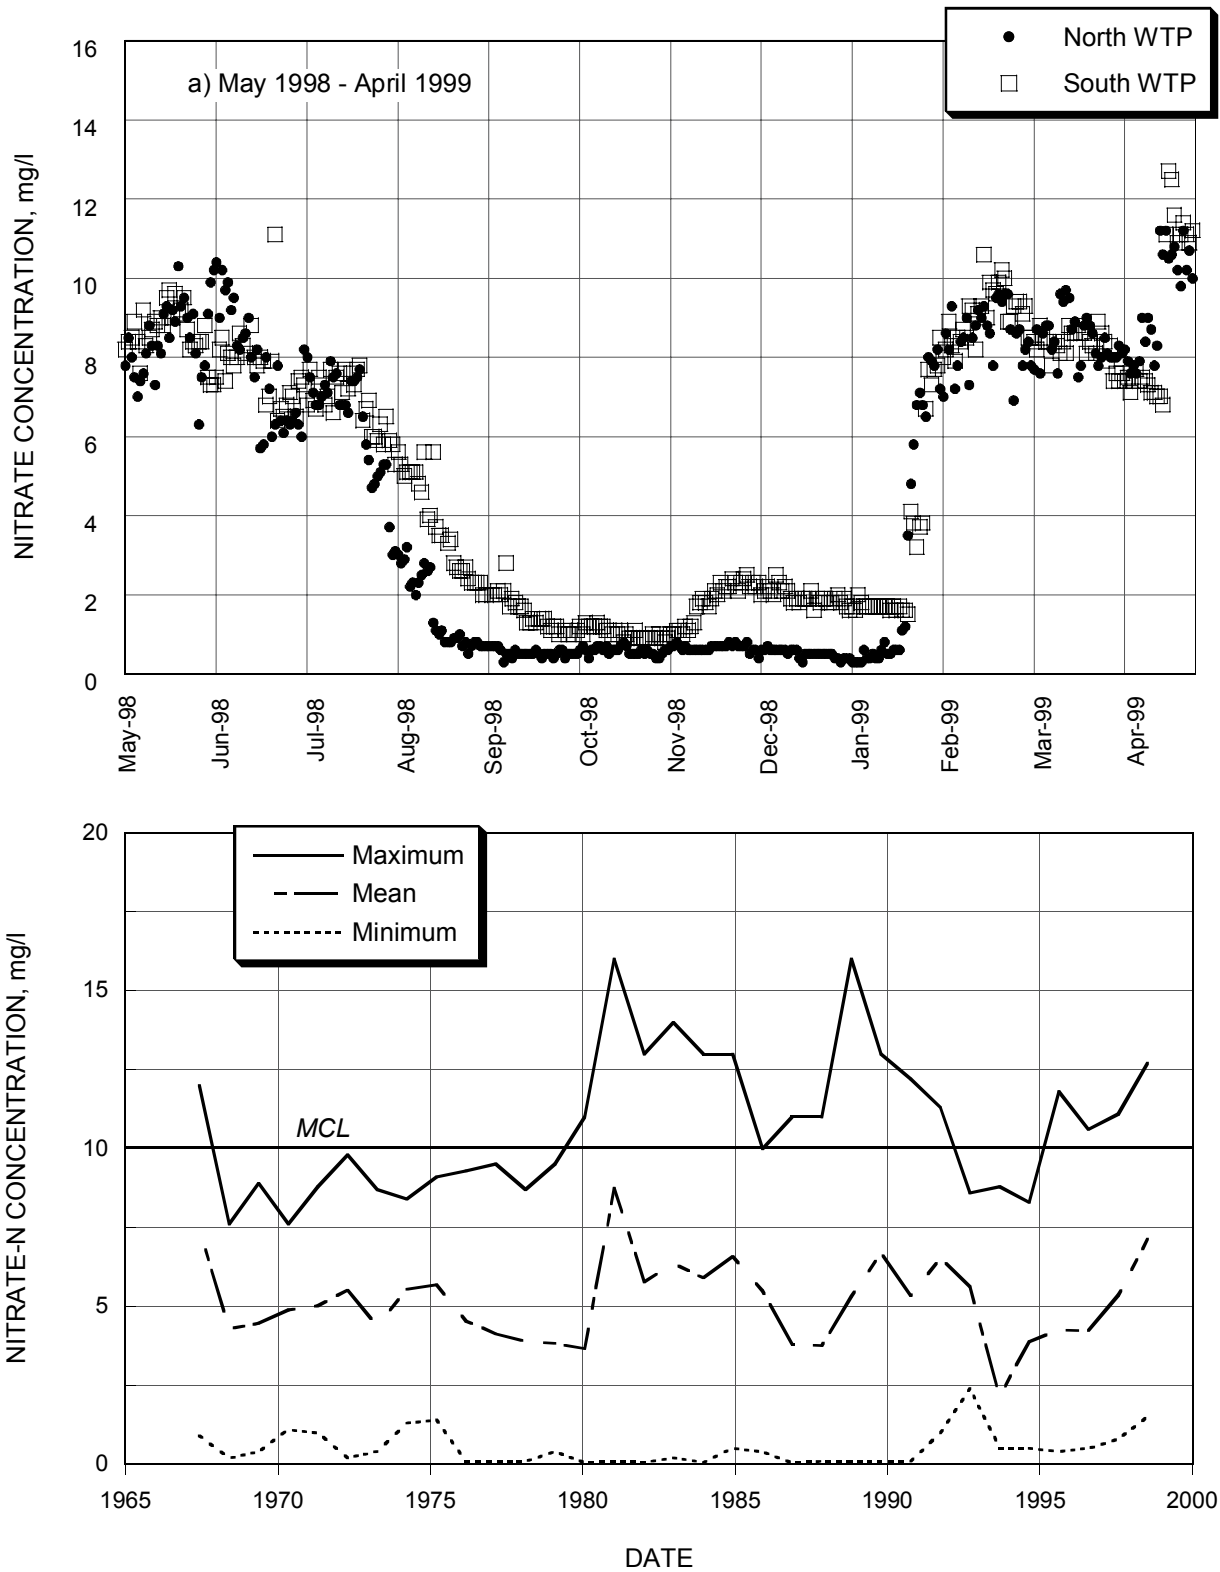 North WTP
South WTP
a) May 1998 - April 1999
NITRATE CONCENTRATION, mg/l
16
14
12
10
8
6
4
2
0
May-98
Jun-98
Jul-98
Aug-98
Sep-98
Oct-98
Nov-98
Dec-98
Jan-99
Feb-99
Mar-99
Apr-99
Maximum
Mean
Minimum
MCL
NITRATE-N CONCENTRATION, mg/l
20
15
10
5
0
1965
1970
1975
1980
1985
1990
1995
2000
DATE